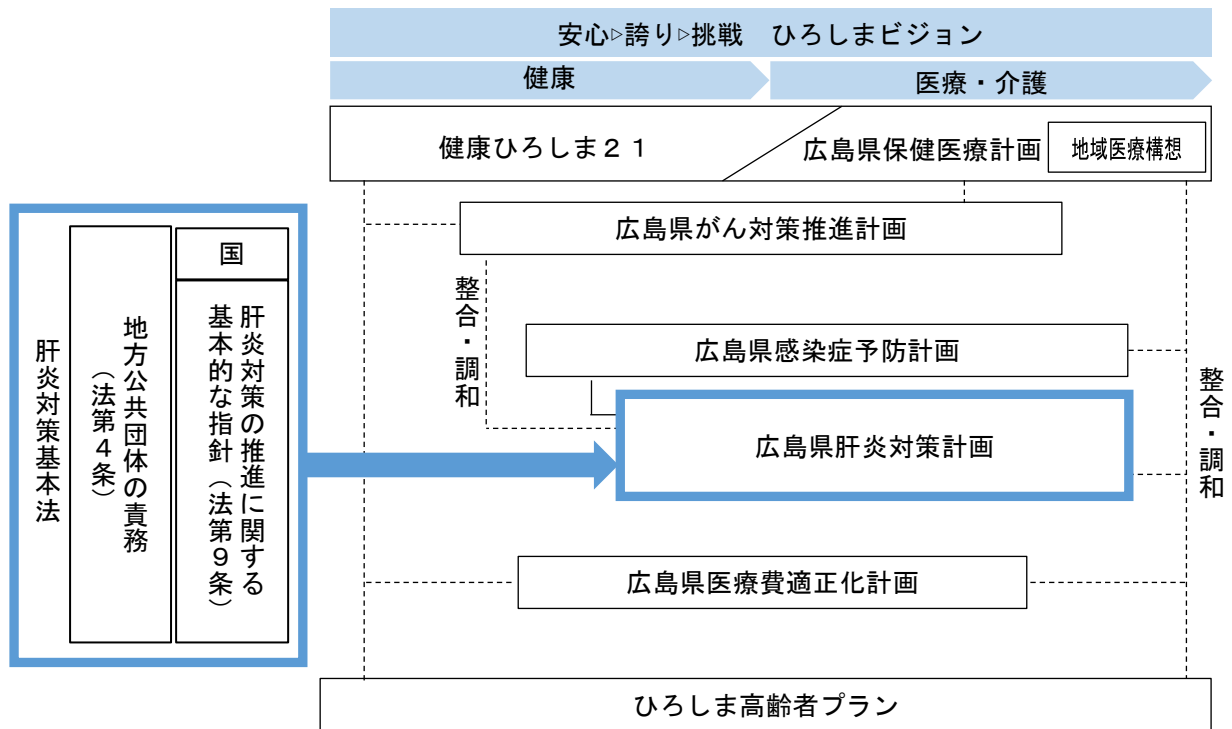 安心▷誇り▷挑戦　ひろしまビジョン
健康
医療・介護
健康ひろしま２１
広島県保健医療計画
地域医療構想
広島県がん対策推進計画
整合・調和
広島県感染症予防計画
広島県肝炎対策計画
整合・調和
広島県医療費適正化計画
ひろしま高齢者プラン
国
肝炎対策の推進に関する
基本的な指針（法第９条）
地方公共団体の責務
（法第４条）
肝炎対策基本法